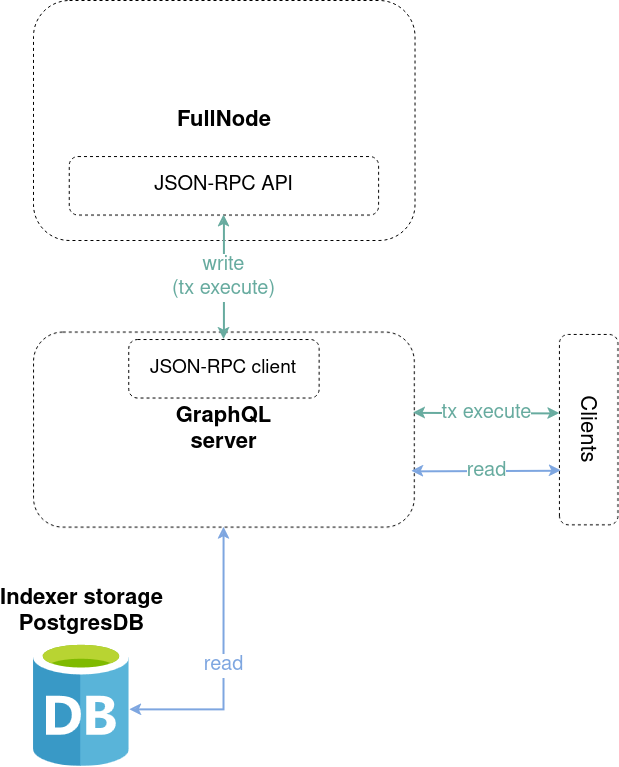 FullNode
JSON-RPC API
write
(tx execute)
JSON-RPC client
GraphQL
server
tx execute
read
Clients
Indexer storage
PostgresDB
read
DB